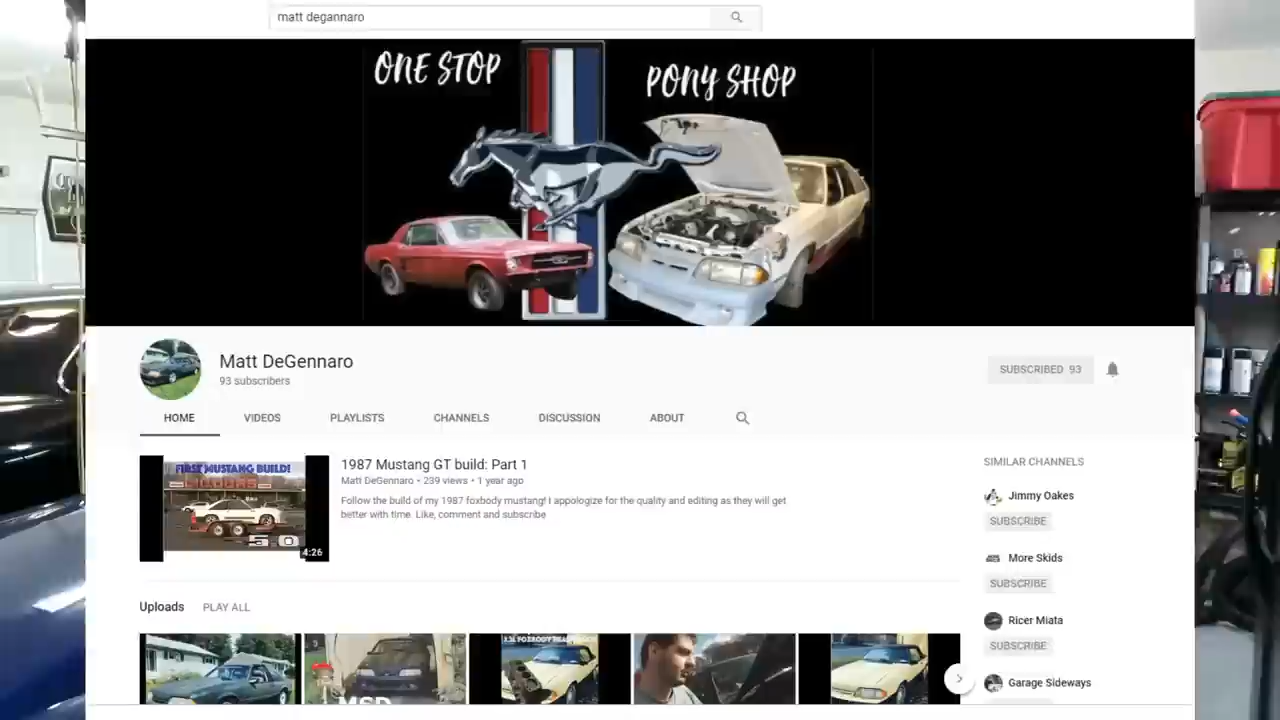 matt degannaro
ONE STOP
PONY SHOP
Matt DeGennaro
93 subscribers
SUBSCRIBED 93
HOME
VIDEOS
PLAYLISTS
CHANNELS
DISCUSSION
ABOUT
FIRST MUSTANG BUILD!
5.0
4:26
1987 Mustang GT build: Part 1
Matt DeGennaro • 239 views • 1 year ago
Follow the build of my 1987 foxbody mustang! I appologize for the quality and editing as they will get
better with time. Like, comment and subscribe
SIMILAR CHANNELS
Jimmy Oakes
SUBSCRIBE
More Skids
SUBSCRIBE
Ricer Miata
SUBSCRIBE
Garage Sideways
Uploads PLAY ALL
MSD